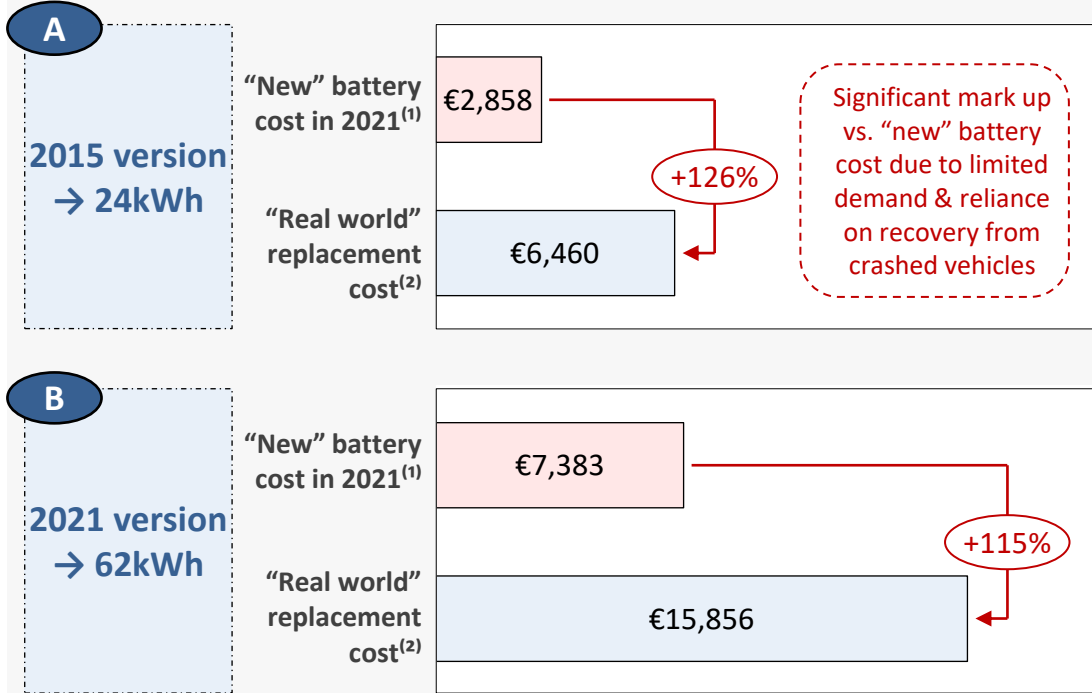 A
2015 version
→ 24kWh
“New” battery
cost in 2021⁽¹⁾
€2,858
+126%
“Real world”
replacement
cost⁽²⁾
€6,460
Significant mark up
vs. “new” battery
cost due to limited
demand & reliance
on recovery from
crashed vehicles
B
2021 version
→ 62kWh
“New” battery
cost in 2021⁽¹⁾
€7,383
+115%
“Real world”
replacement
cost⁽²⁾
€15,856